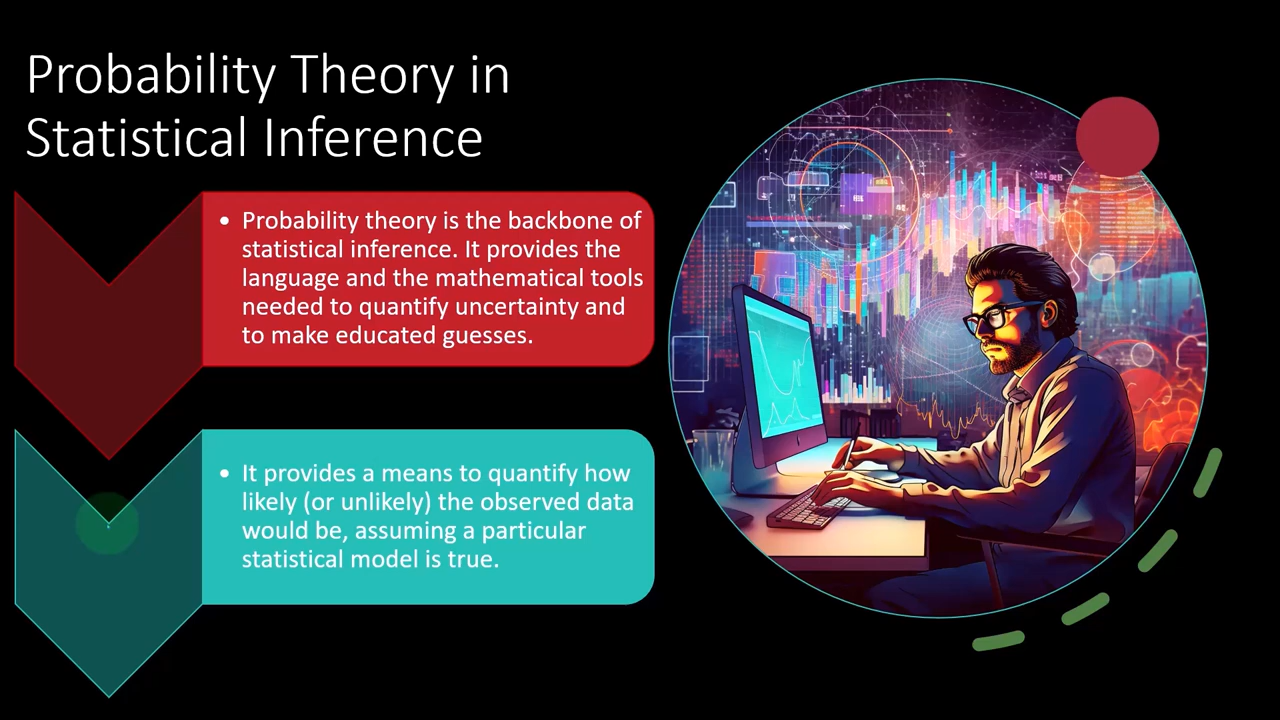 Probability Theory in
Statistical Inference
• Probability theory is the backbone of
statistical inference. It provides the
language and the mathematical tools
needed to quantify uncertainty and
to make educated guesses.
• It provides a means to quantify how
likely (or unlikely) the observed data
would be, assuming a particular
statistical model is true.